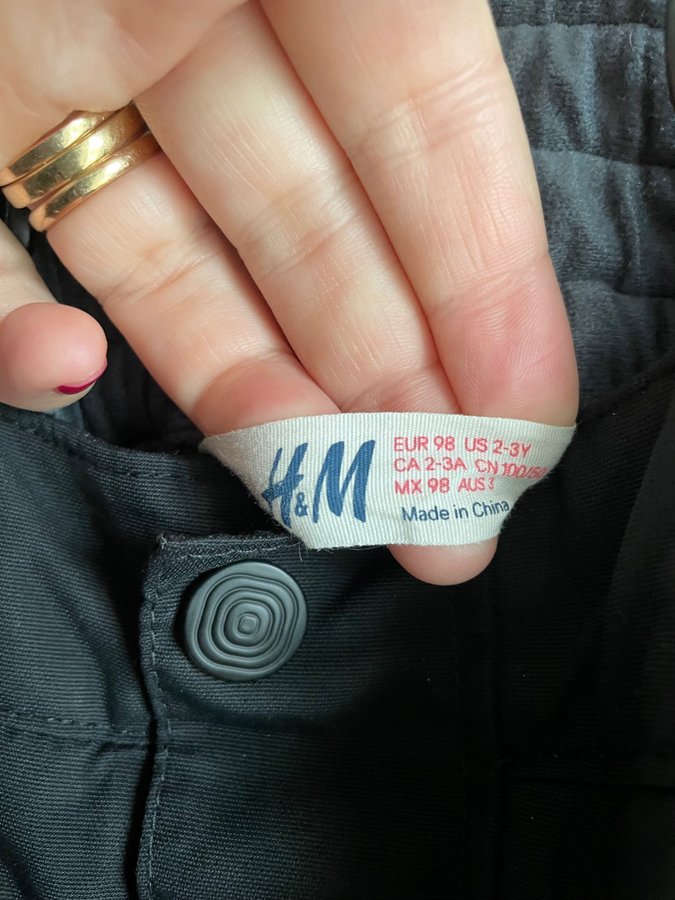 H&M
EUR 98 US 2-3Y
CA 2-3A CN 100/50
MX 98 AUS 3
Made in China